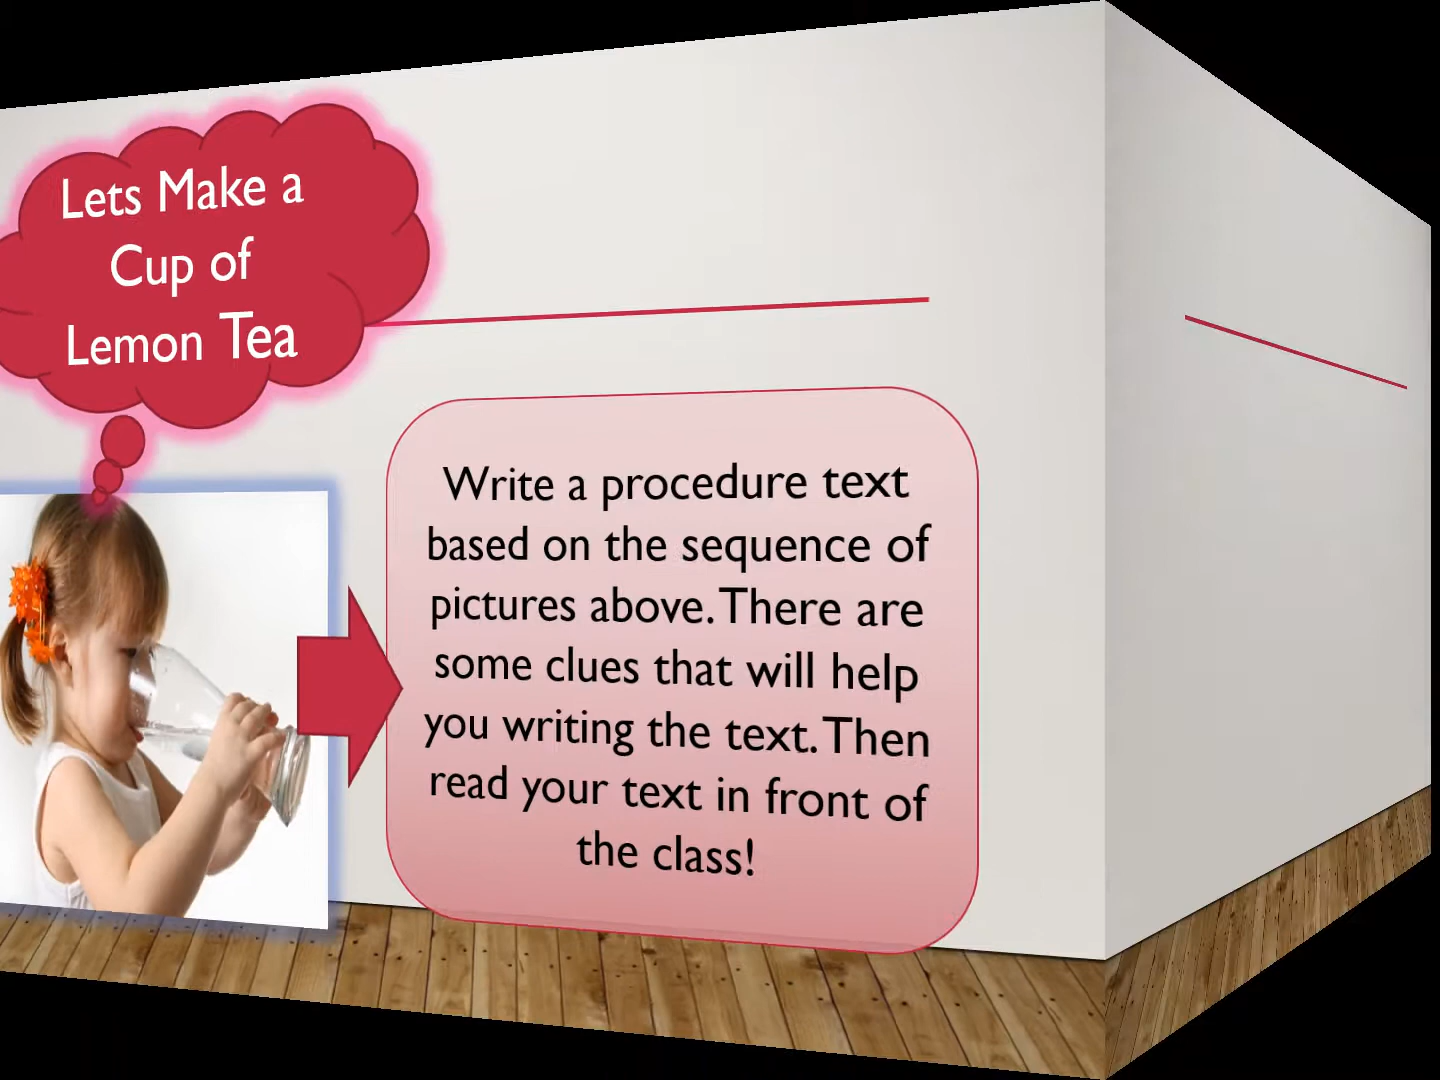 Lets Make a
Cup of
Lemon Tea
Write a procedure text
based on the sequence of
pictures above. There are
some clues that will help
you writing the text. Then
read your text in front of
the class!